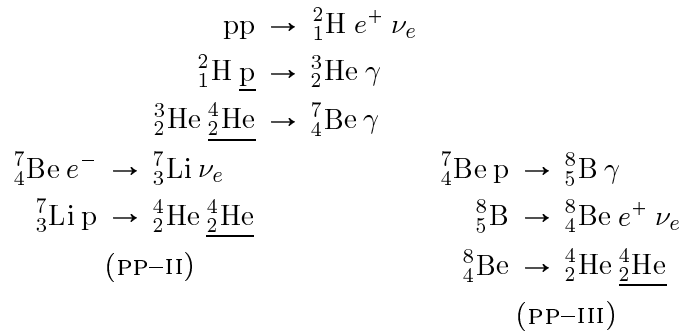 pp → ²₁H e⁺ νₑ
²₁H p → ³₂He γ
³₂He ⁴₂He → ⁷₄Be γ
⁷₄Be e⁻ → ⁷₃Li νₑ
⁷₃Li p → ⁴₂He ⁴₂He
(PP–II)
⁷₄Be p → ⁸₅B γ
⁸₅B → ⁸₄Be e⁺ νₑ
⁸₄Be → ⁴₂He ⁴₂He
(PP–III)